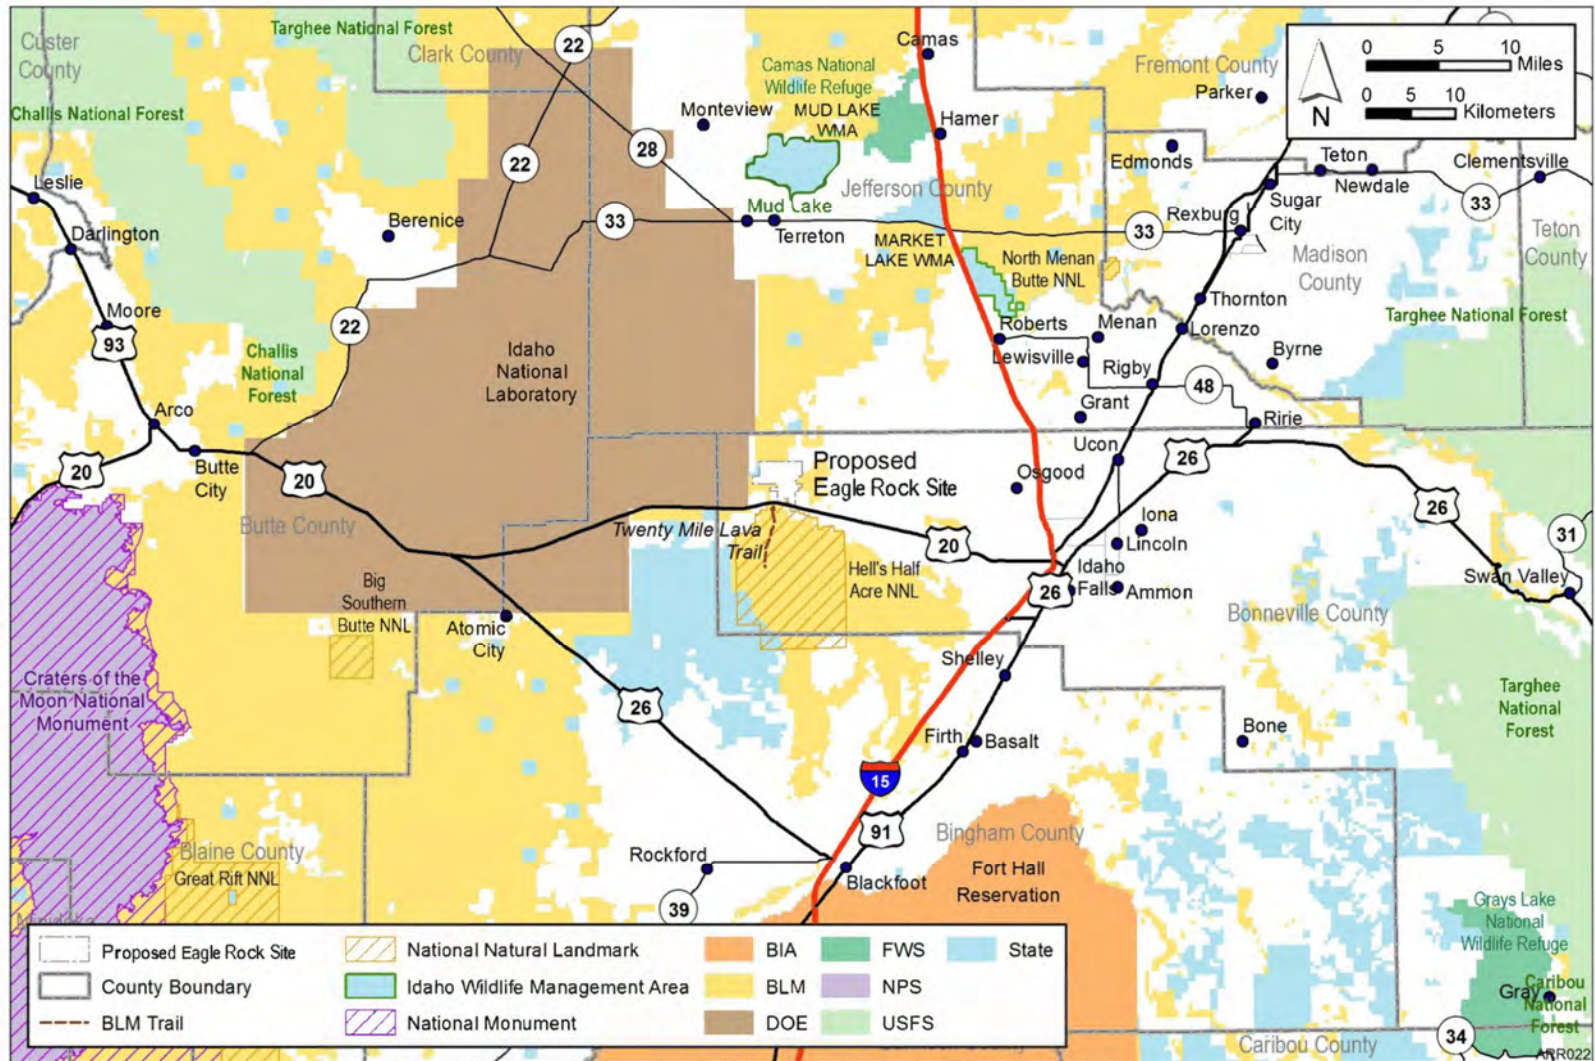 Custer
County
Targhee National Forest
Clark County
22
Camas
Camas National
Wildlife Refuge
MUD LAKE
WMA
Fremont County
Parker
0 5 10
Miles
0 5 10
Kilometers
N
Challis National Forest
Monteview
Hamer
28
22
Edmonds
Teton
Newdale
Clementsville
Leslie
Jefferson County
Sugar
City
33
Mud Lake
Terreton
33
Berenice
Darlington
MARKET
LAKE WMA
33
Rexburg
Madison
County
Teton
County
North Menan
Butte NNL
Moore
93
22
Thornton
Targhee National Forest
Roberts
Menan
Lorenzo
Byrne
Challis
National
Forest
Idaho
National
Laboratory
Lewisville
Rigby
48
Arco
Grant
Ririe
Ucon
20
Butte
City
20
Proposed
Eagle Rock Site
Osgood
26
26
Butte County
Twenty Mile Lava
Trail
20
Iona
Lincoln
31
Hell's Half
Acre NNL
Idaho
Falls
26
Ammon
Swan Valley
Big
Southern
Butte NNL
Atomic
City
Bonneville County
Shelley
Craters of the
Moon National
Monument
26
Targhee
National
Forest
Firth
Basalt
Bone
15
91
Bingham County
Blaine County
Great Rift NNL
Rockford
Blackfoot
Fort Hall
Reservation
39
Grays Lake
National
Wildlife Refuge
Gray
Caribou
National
Forest
Proposed Eagle Rock Site
National Natural Landmark
BIA
FWS
State
County Boundary
Idaho Wildlife Management Area
BLM
NPS
BLM Trail
National Monument
DOE
USFS
Caribou County
34
ARR022